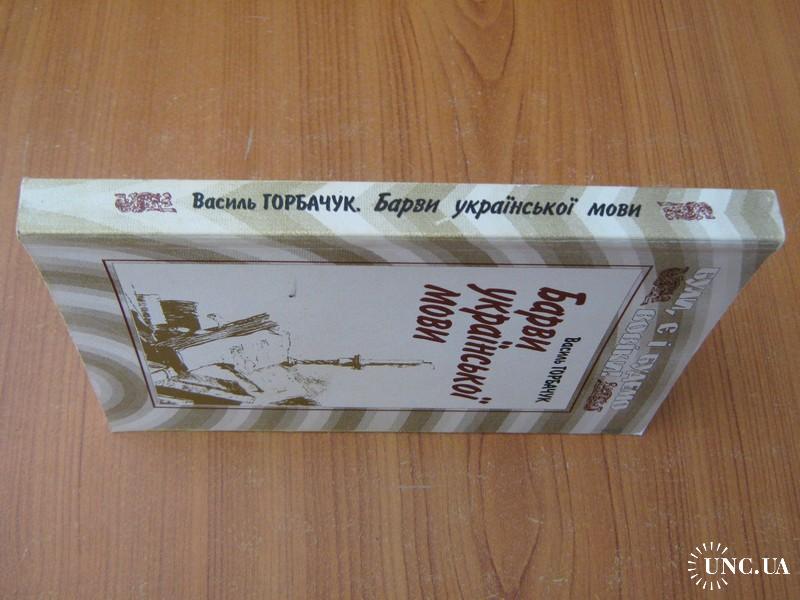 Василь ГОРБАЧУК. Барви української мови
БУЛИ, Є І БУДЕМО
Василь ГОРБАЧУК
Барви
української
мови
UNC.UA